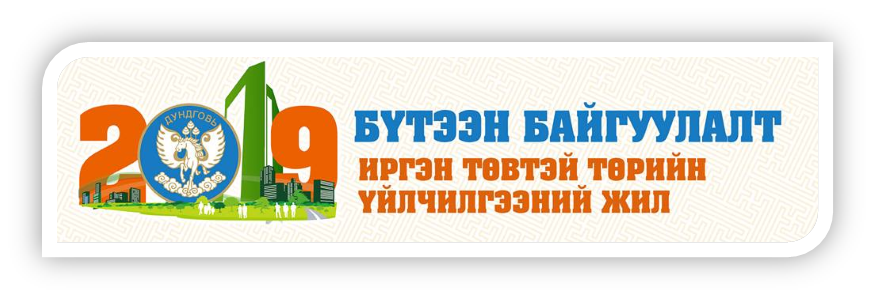 2019
ДУНДГОВЬ
БҮТЭЭН БАЙГУУЛАЛТ
ИРГЭН ТӨВТЭЙ ТӨРИЙН
ҮЙЛЧИЛГЭЭНИЙ ЖИЛ